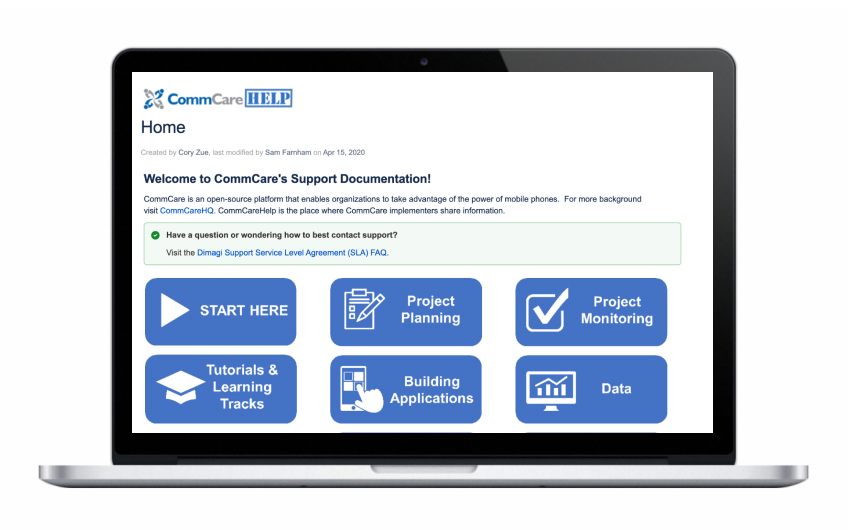 CommCare HELP
Home
Created by Cory Zue, last modified by Sam Farnham on Apr 15, 2020
Welcome to CommCare's Support Documentation!
CommCare is an open-source platform that enables organizations to take advantage of the power of mobile phones.  For more background
visit CommCareHQ. CommCareHelp is the place where CommCare implementers share information.
Have a question or wondering how to best contact support?
Visit the Dimagi Support Service Level Agreement (SLA) FAQ.
START HERE
Project
Planning
Project
Monitoring
Tutorials &
Learning
Tracks
Building
Applications
Data